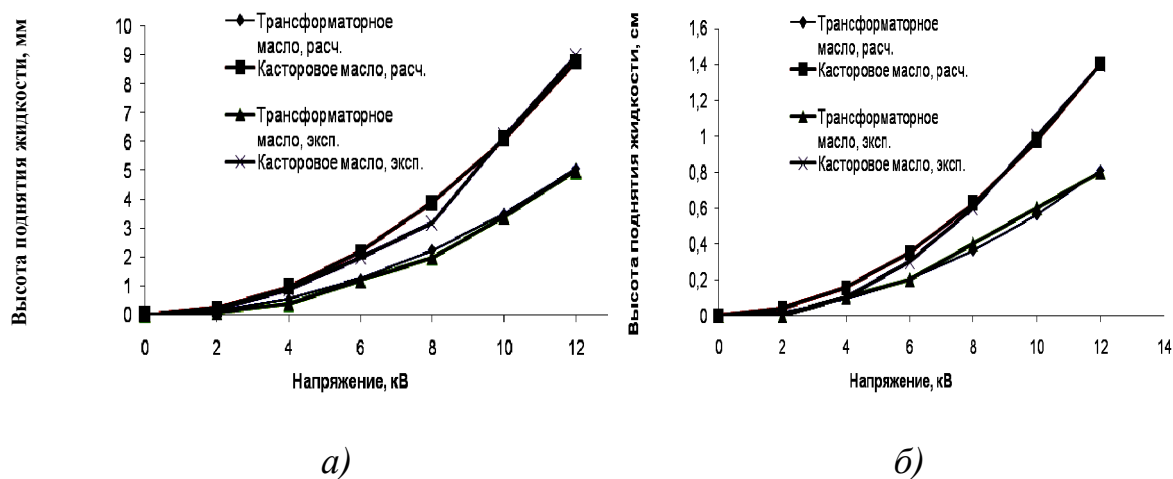 Высота поднятия жидкости, мм
10
9
8
7
6
5
4
3
2
1
0
Трансформаторное
масло, расч.
Касторовое масло, расч.
Трансформаторное
масло, эксп.
Касторовое масло, эксп.
0 2 4 6 8 10 12
Напряжение, кВ
а)
Высота поднятия жидкости, см
1,6
1,4
1,2
1
0,8
0,6
0,4
0,2
0
Трансформаторное
масло, расч.
Касторовое масло, расч.
Трансформаторное
масло, эксп.
Касторовое масло, эксп.
0 2 4 6 8 10 12 14
Напряжение, кВ
б)